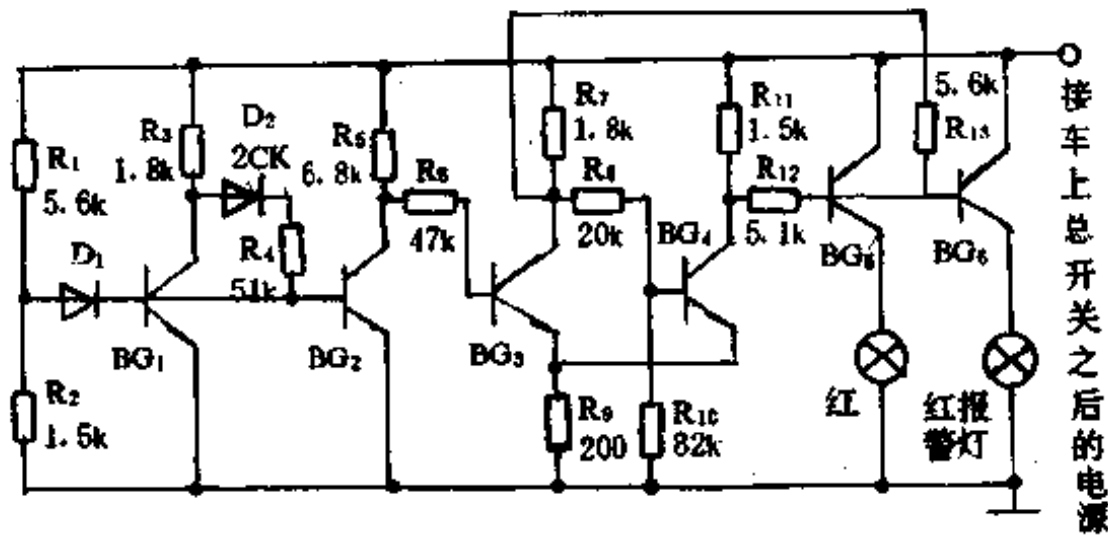 R₁
5.6k
R₂
1.5k
D₁
R₃
1.8k
D₂
2CK
R₄
51k
BG₁
BG₂
R₅
6.8k
R₆
47k
BG₃
R₇
1.8k
R₈
20k
R₉
200
R₁₀
82k
BG₄
R₁₁
1.5k
R₁₂
5.1k
BG₅
5.6k
R₁₃
BG₆
红
红报
警灯
接车上总开关之后的电源